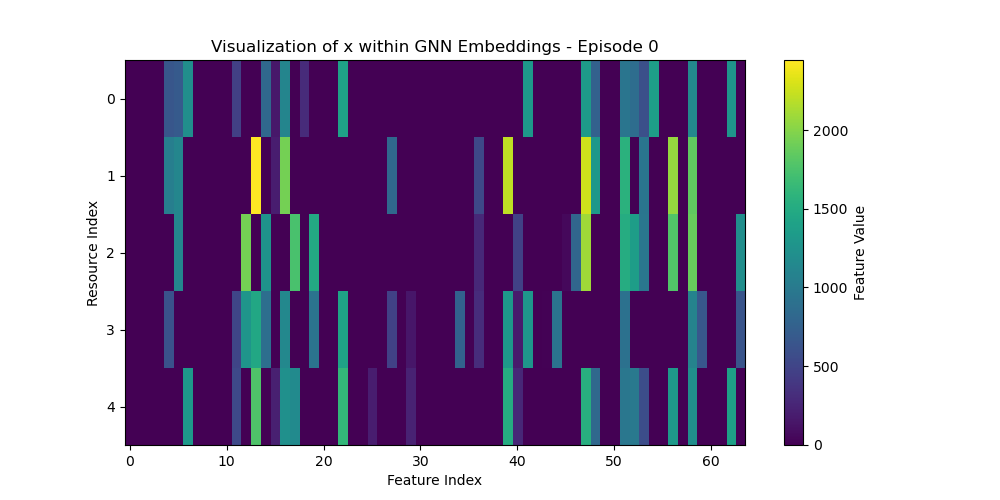 Visualization of x within GNN Embeddings - Episode 0
Resource Index
0
1
2
3
4
0 10 20 30 40 50 60
Feature Index
2000
1500
1000
500
0
Feature Value